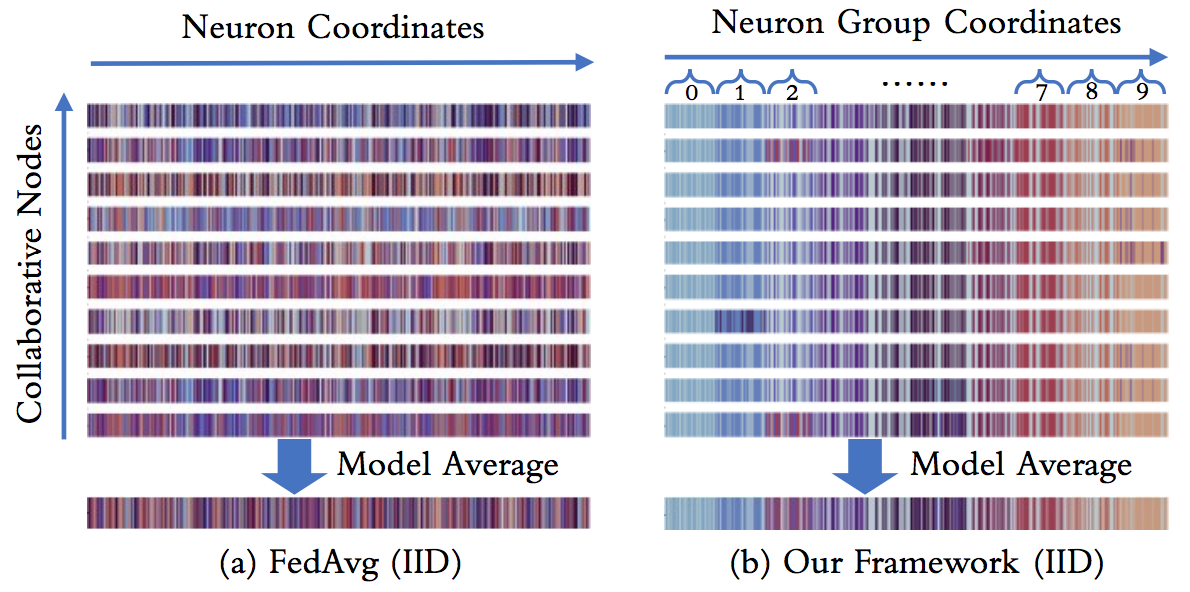 Neuron Coordinates
Collaborative Nodes
Model Average
(a) FedAvg (IID)
Neuron Group Coordinates
0 1 2 ...... 7 8 9
Model Average
(b) Our Framework (IID)